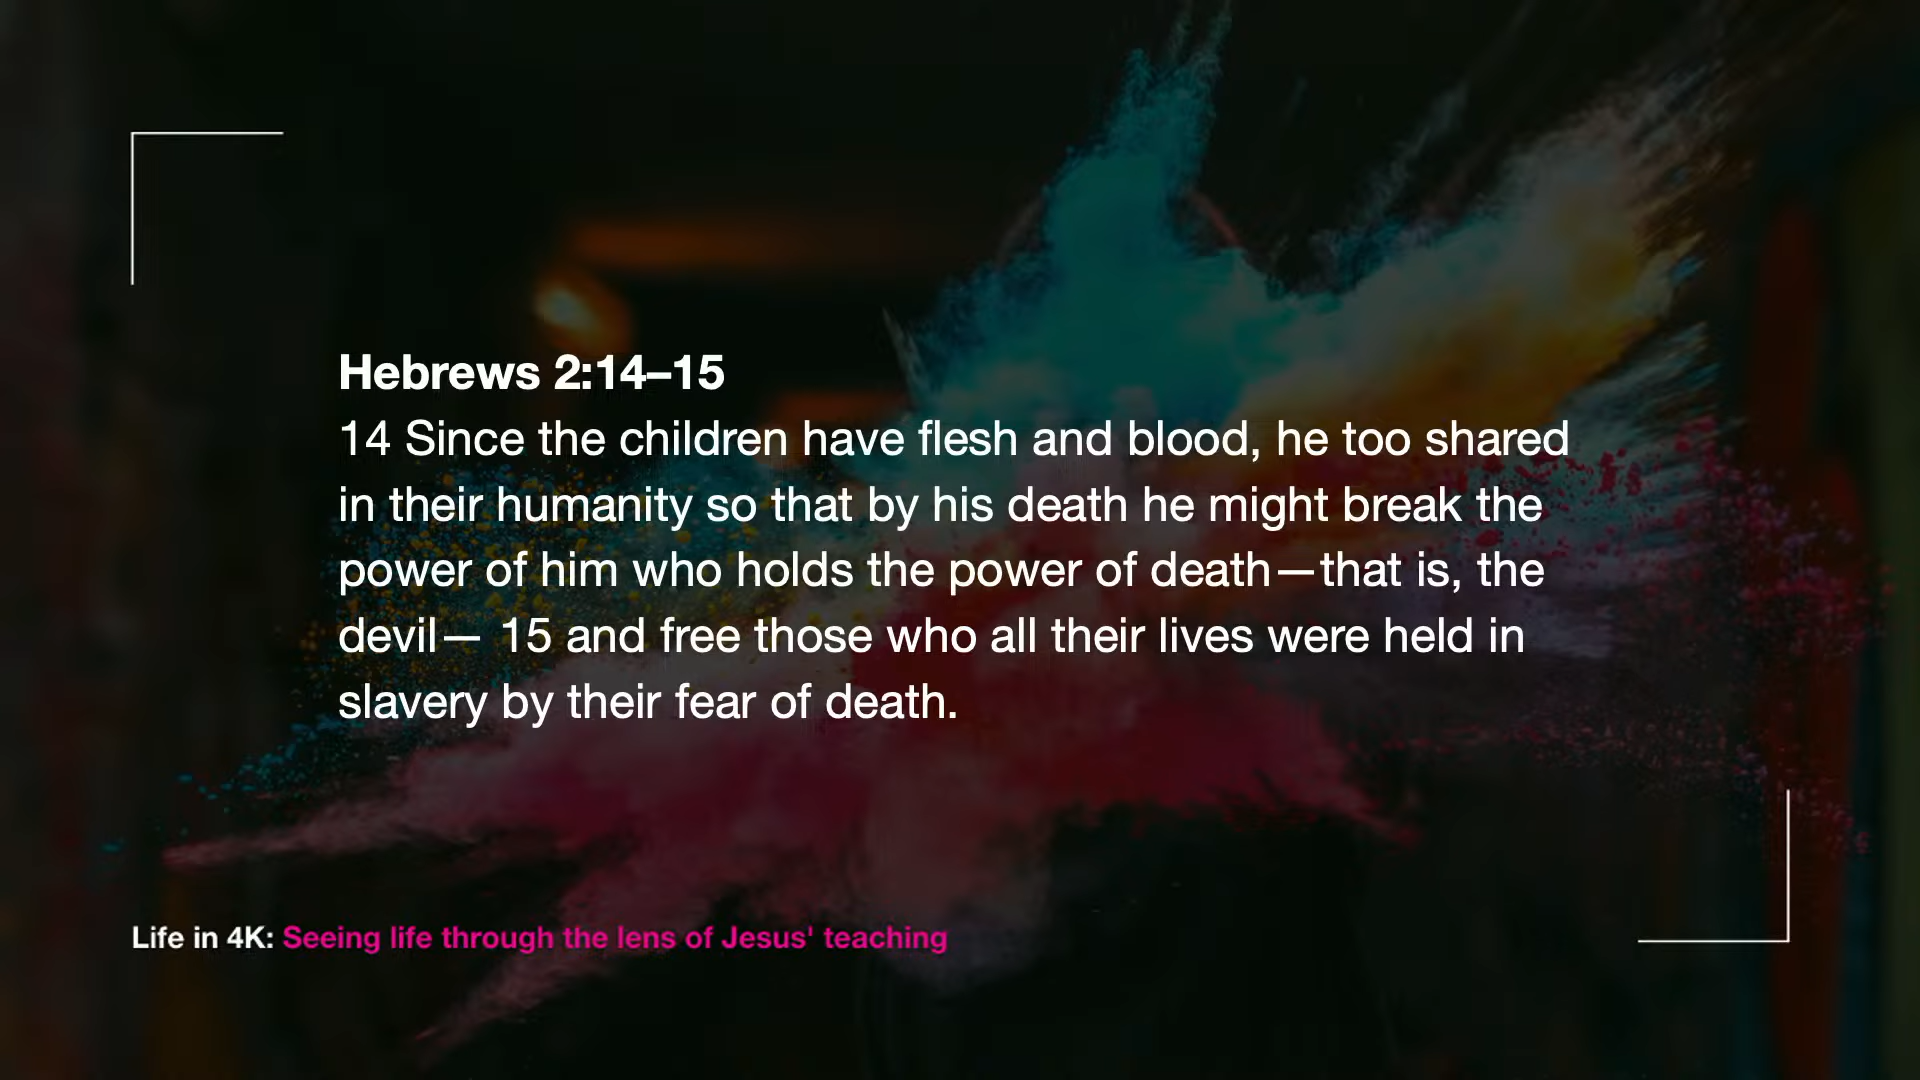 Hebrews 2:14–15
14 Since the children have flesh and blood, he too shared
in their humanity so that by his death he might break the
power of him who holds the power of death—that is, the
devil— 15 and free those who all their lives were held in
slavery by their fear of death.
Life in 4K: Seeing life through the lens of Jesus' teaching